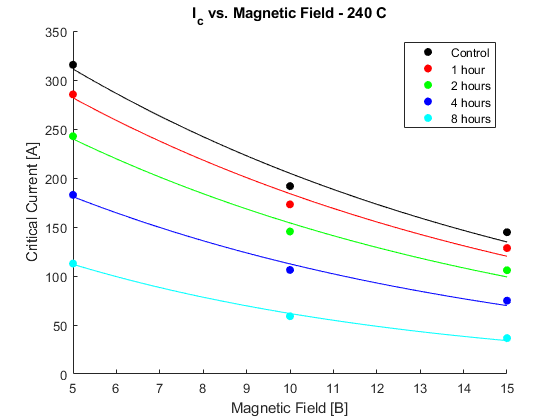 I_c vs. Magnetic Field - 240 C
Critical Current [A]
350
300
250
200
150
100
50
0
5 6 7 8 9 10 11 12 13 14 15
Magnetic Field [B]
Control
1 hour
2 hours
4 hours
8 hours